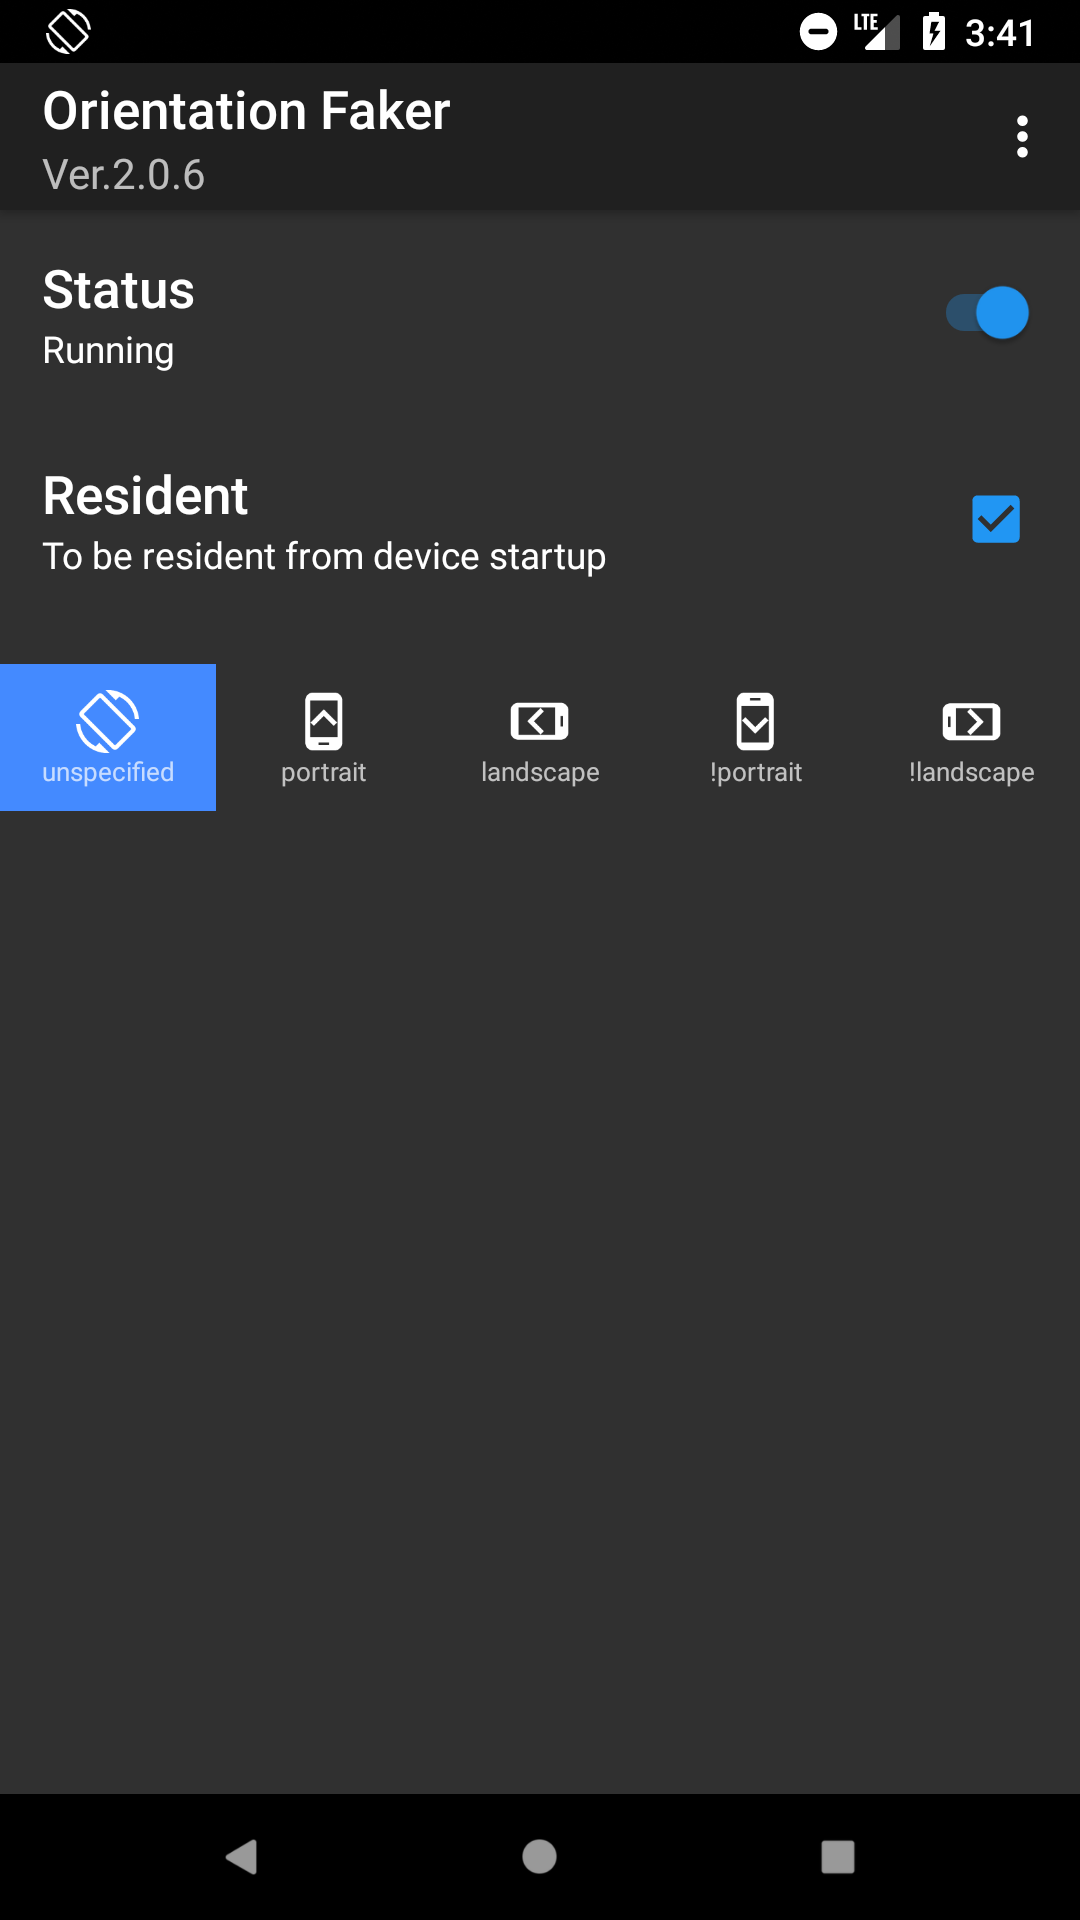 LTE 3:41
Orientation Faker
Ver.2.0.6
Status
Running
Resident
To be resident from device startup
unspecified portrait landscape !portrait !landscape